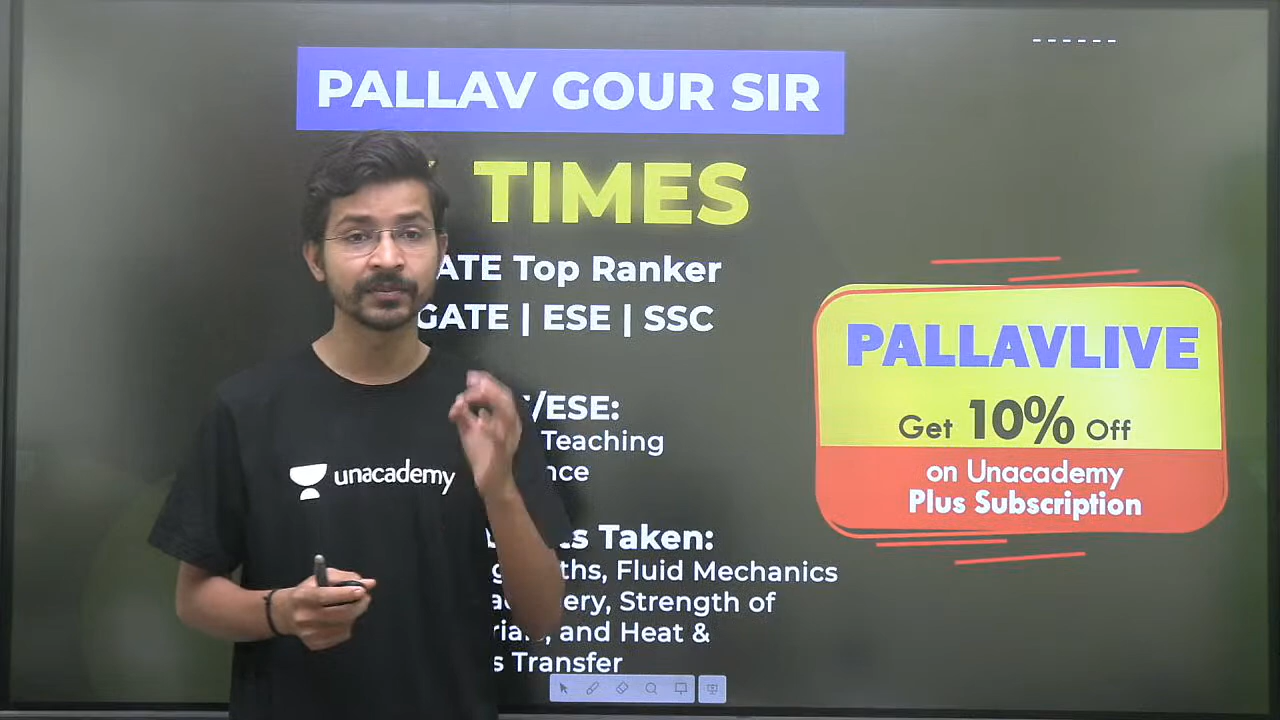 PALLAV GOUR SIR
TIMES
ATE Top Ranker
GATE | ESE | SSC
/ESE:
Teaching
nce
ts Taken:
ths, Fluid Mechanics
ery, Strength of
and Heat &
s Transfer
unacademy
PALLAVLIVE
Get 10% Off
on Unacademy
Plus Subscription